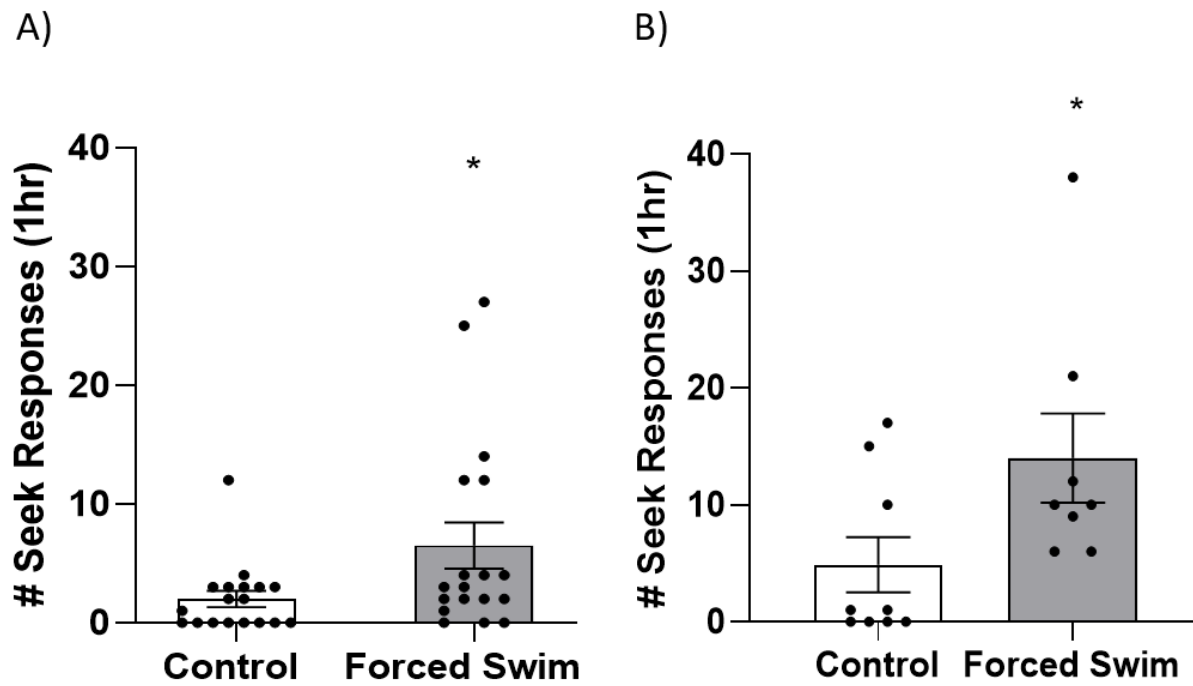 A)
# Seek Responses (1hr)
40
30
20
10
0
*
Control
Forced Swim
B)
# Seek Responses (1hr)
40
30
20
10
0
*
Control
Forced Swim